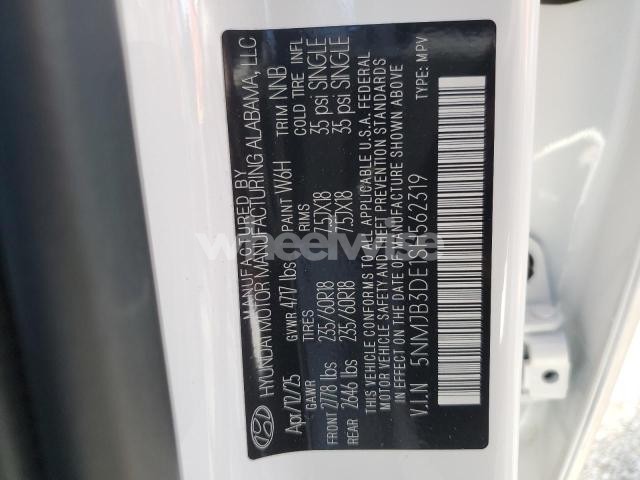 MANUFACTURED BY
HYUNDAI MOTOR MANUFACTURING ALABAMA, LLC
Apr/12/25 GVWR 4717 lbs PAINT W6H TRIM NNB
GAWR TIRES RIMS COLD TIRE INFL
FRONT 2778 lbs 235/60R18 7.5JX18 35 psi SINGLE
REAR 2646 lbs 235/60R18 7.5JX18 35 psi SINGLE
THIS VEHICLE CONFORMS TO ALL APPLICABLE U.S.A. FEDERAL
MOTOR VEHICLE SAFETY AND THEFT PREVENTION STANDARDS
IN EFFECT ON THE DATE OF MANUFACTURE SHOWN ABOVE
V.I.N 5NMJB3DE1SH562319 TYPE: MPV